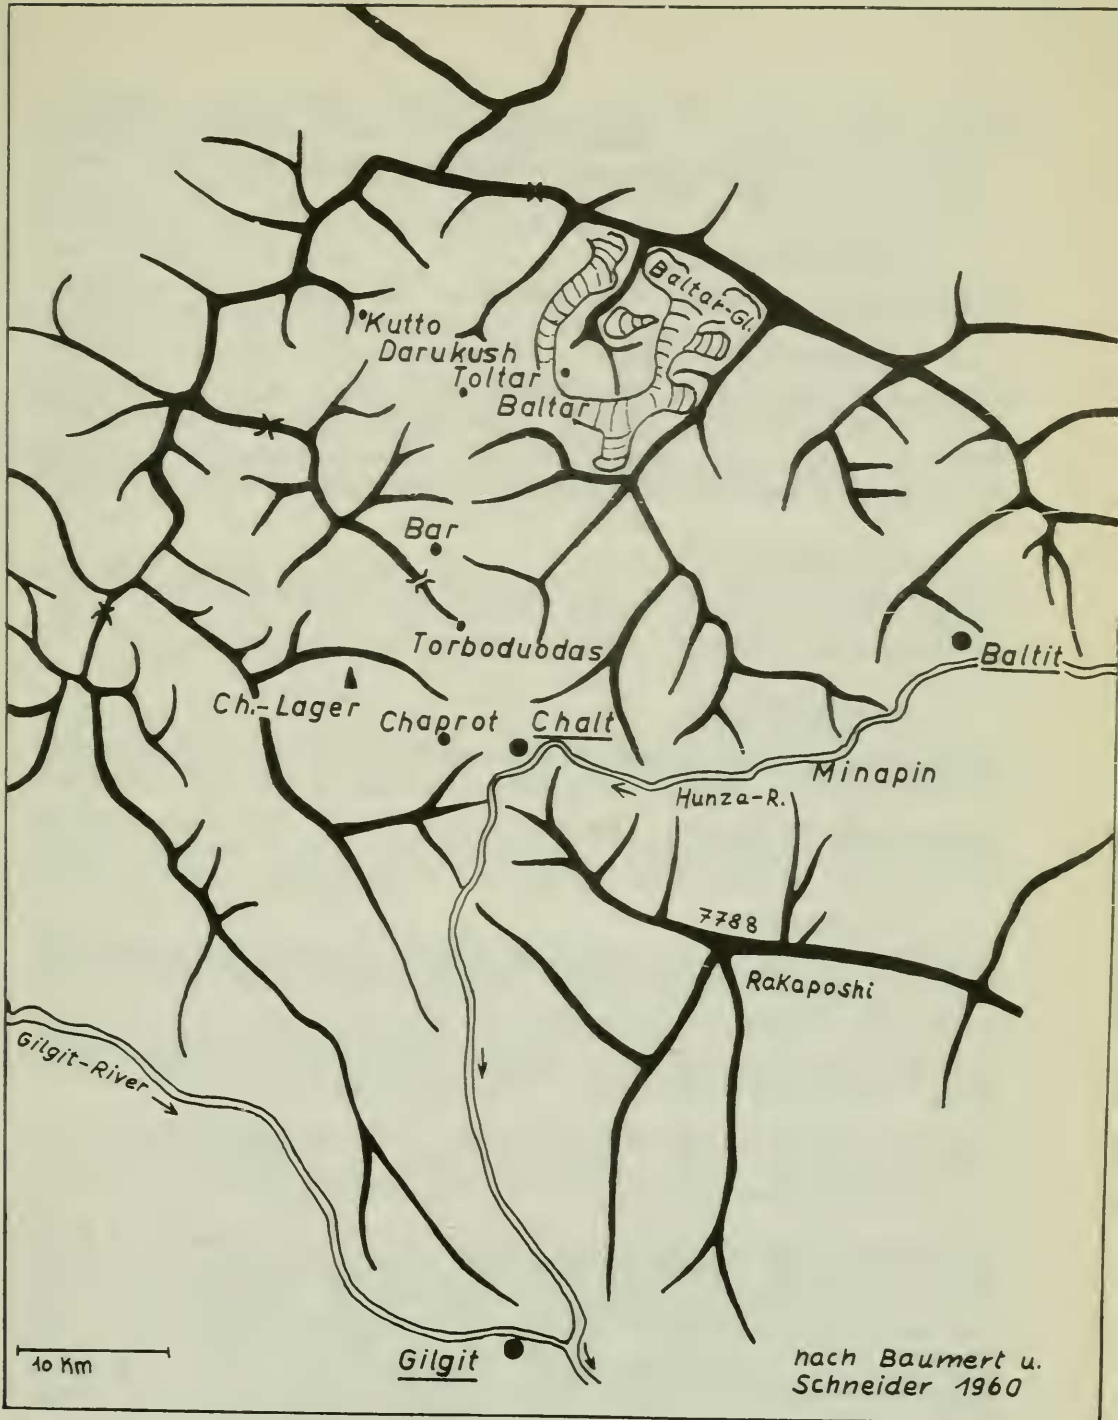 Baltar-Gl.
Kutto
Darukush
Toltar
Baltar
Bar
Torboduodas
Baltit
Ch.-Lager
Chaprot
Chalt
Minapin
Hunza-R.
7788
Rakaposhi
Gilgit-River
10 Km
Gilgit
nach Baumert u.
Schneider 1960